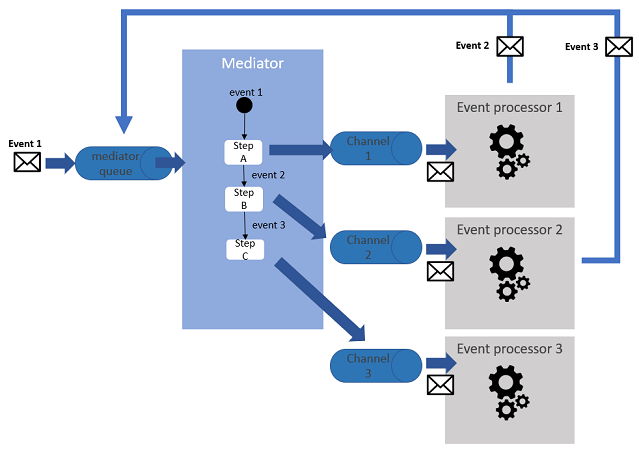 Event 2
Event 3
Mediator
event 1
Event 1
mediator
queue
Step
A
event 2
Step
B
event 3
Step
C
Channel
1
Channel
2
Channel
3
Event processor 1
Event processor 2
Event processor 3